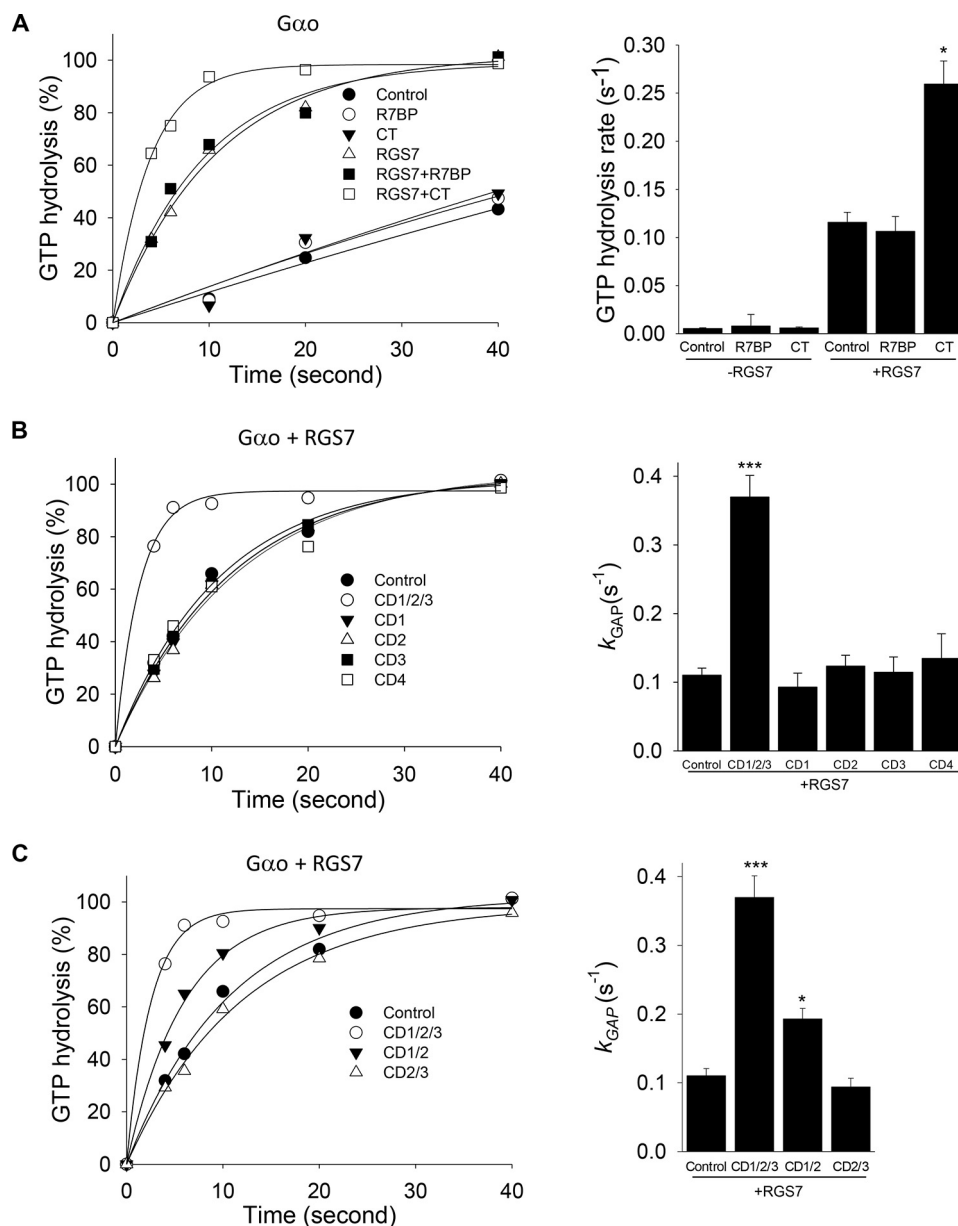 A
Gαo
GTP hydrolysis (%)
100
80
60
40
20
0
0
10
20
30
40
Time (second)
Control
R7BP
CT
RGS7
RGS7+R7BP
RGS7+CT
GTP hydrolysis rate (s-1)
0.30
0.25
0.20
0.15
0.10
0.05
0.00
*
Control R7BP CT Control R7BP CT
-RGS7 +RGS7
B
Gαo + RGS7
GTP hydrolysis (%)
100
80
60
40
20
0
0
10
20
30
40
Time (second)
Control
CD1/2/3
CD1
CD2
CD3
CD4
kGAP(s-1)
0.4
0.3
0.2
0.1
0.0
***
Control CD1/2/3 CD1 CD2 CD3 CD4
+RGS7
C
Gαo + RGS7
GTP hydrolysis (%)
100
80
60
40
20
0
0
10
20
30
40
Time (second)
Control
CD1/2/3
CD1/2
CD2/3
kGAP (s-1)
0.4
0.3
0.2
0.1
0.0
***
*
Control CD1/2/3 CD1/2 CD2/3
+RGS7